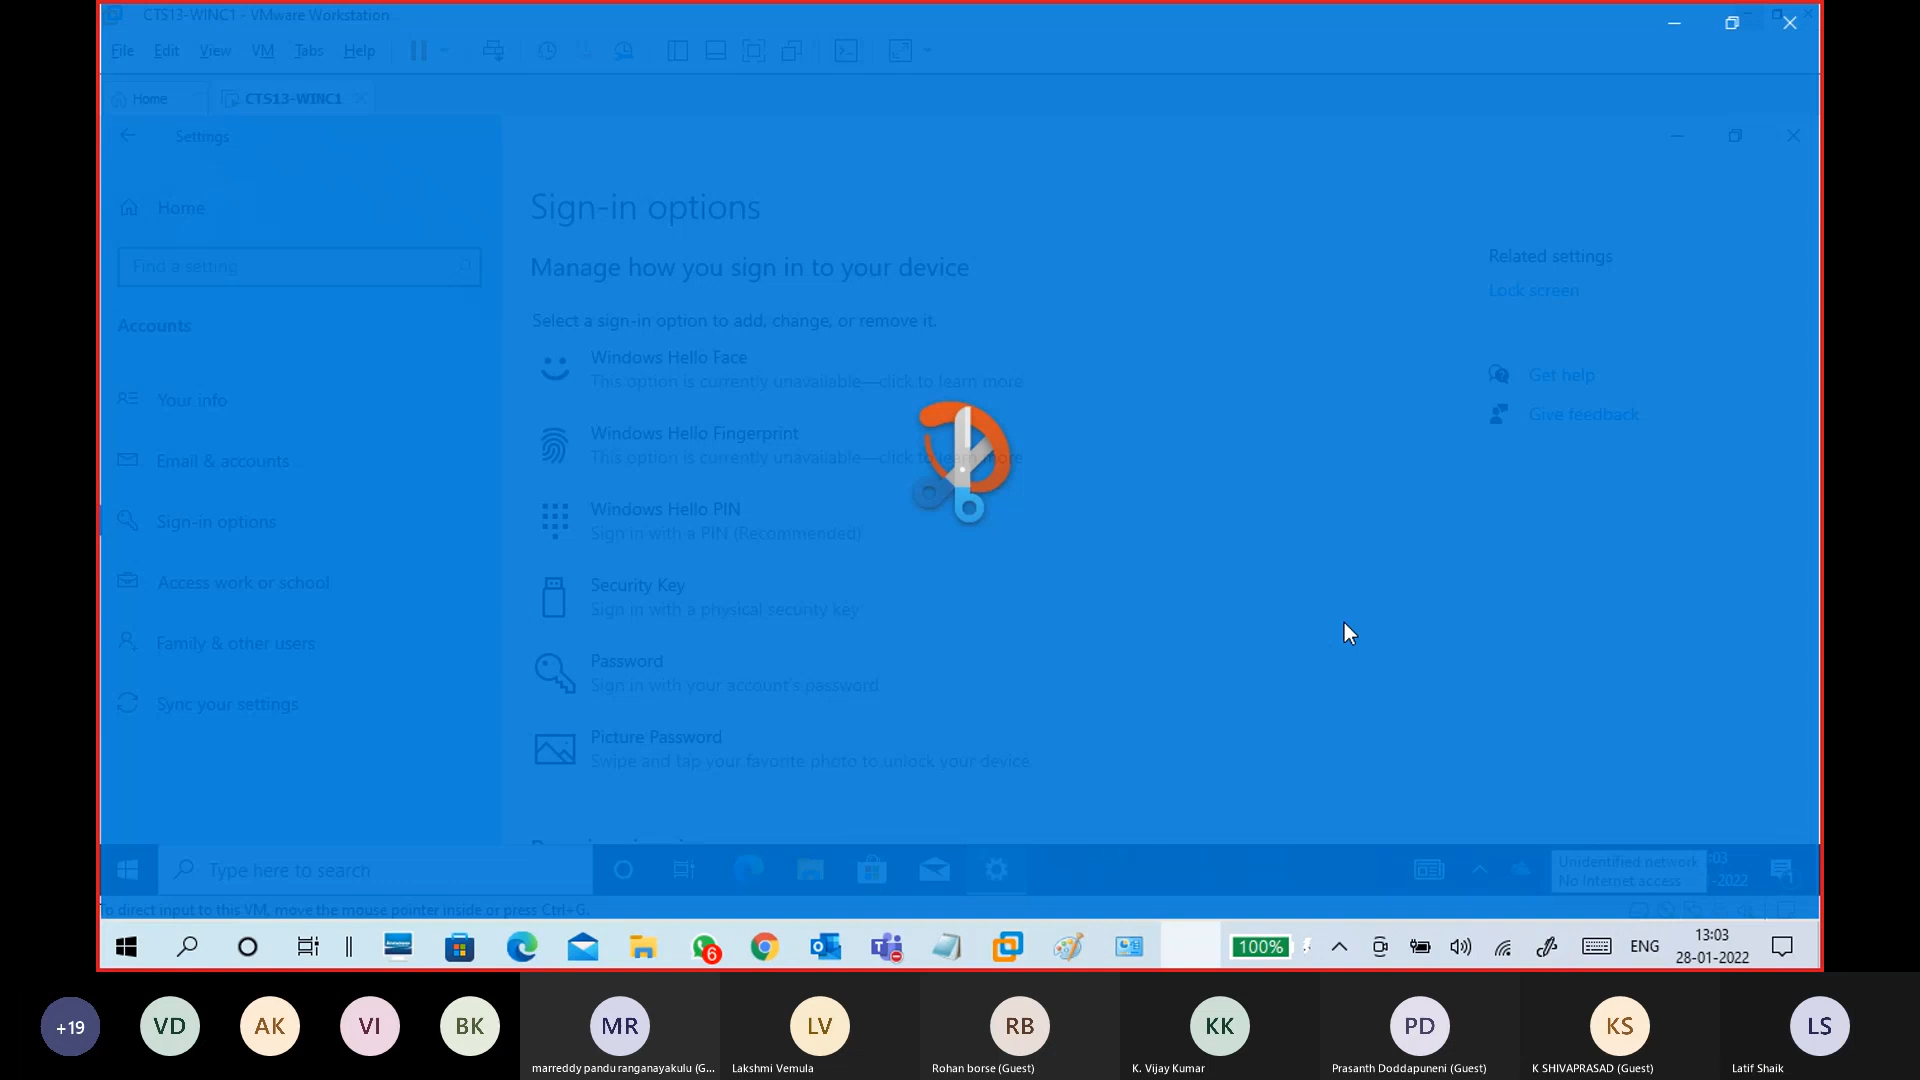 CTS13-WINC1 - VMware Workstation
File Edit View VM Tabs Help
Home CTS13-WINC1
Settings
Home
Find a setting
Accounts
Your info
Email & accounts
Sign-in options
Access work or school
Family & other users
Sync your settings
Sign-in options
Manage how you sign in to your device
Select a sign-in option to add, change, or remove it.
Windows Hello Face
This option is currently unavailable—click to learn more
Windows Hello Fingerprint
This option is currently unavailable—click to learn more
Windows Hello PIN
Sign in with a PIN (Recommended)
Security Key
Sign in with a physical security key
Password
Sign in with your account's password
Picture Password
Swipe and tap your favorite photo to unlock your device
Related settings
Lock screen
Get help
Give feedback
Type here to search
Unidentified network
No Internet access
:03
-2022
To direct input to this VM, move the mouse pointer inside or press Ctrl+G.
6
100%
ENG
13:03
28-01-2022
+19 VD AK VI BK MR LV RB KK PD KS LS
marreddy pandu ranganayakulu (G... Lakshmi Vemula Rohan borse (Guest) K. Vijay Kumar Prasanth Doddapuneni (Guest) K SHIVAPRASAD (Guest) Latif Shaik